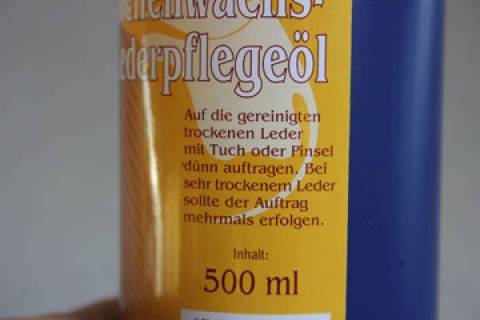 enenwachs-
ederpflegeöl
Auf die gereinigten
trockenen Leder
mit Tuch oder Pinsel
dünn auftragen. Bei
sehr trockenem Leder
sollte der Auftrag
mehrmals erfolgen.
Inhalt:
500 ml